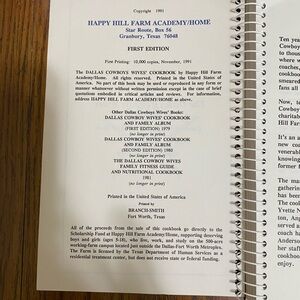 Copyright 1991
HAPPY HILL FARM ACADEMY/HOME
Star Route, Box 56
Granbury, Texas 76048
FIRST EDITION
First Printing: 10,000 copies, November, 1991
The DALLAS COWBOYS WIVES' COOKBOOK by Happy Hill
Farm Academy/Home. All rights reserved. Printed in the United States of
America. No part of this book may be used or reproduced in any form or
manner whatsoever without written permission except in the case of brief
quotations embodied in critical articles and reviews. For information,
address HAPPY HILL FARM ACADEMY/HOME as above.
Other Dallas Cowboys Wives' Books:
DALLAS COWBOYS WIVES' COOKBOOK
AND FAMILY ALBUM
(FIRST EDITION) 1979
(no longer in print)
DALLAS COWBOYS WIVES' COOKBOOK
AND FAMILY ALBUM
(SECOND EDITION) 1980
(no longer in print)
THE DALLAS COWBOYS WIVES'
FAMILY FITNESS GUIDE
AND NUTRITIONAL COOKBOOK
1981
(no longer in print)
Printed in the United States of America
Printed by
BRANCH-SMITH
Fort Worth, Texas
All of the proceeds from the sale of this cookbook go directly to the
Scholarship Fund at Happy Hill Farm Academy/Home, supporting deserving
boys and girls (ages 5-18), who live, work, and study on the 500-acre
working-farm campus located just outside the Dallas-Fort Worth Metroplex.
The Farm is licensed by the Texas Department of Human Services as a
residential treatment center, but does not receive state or federal funding.
Ten yea